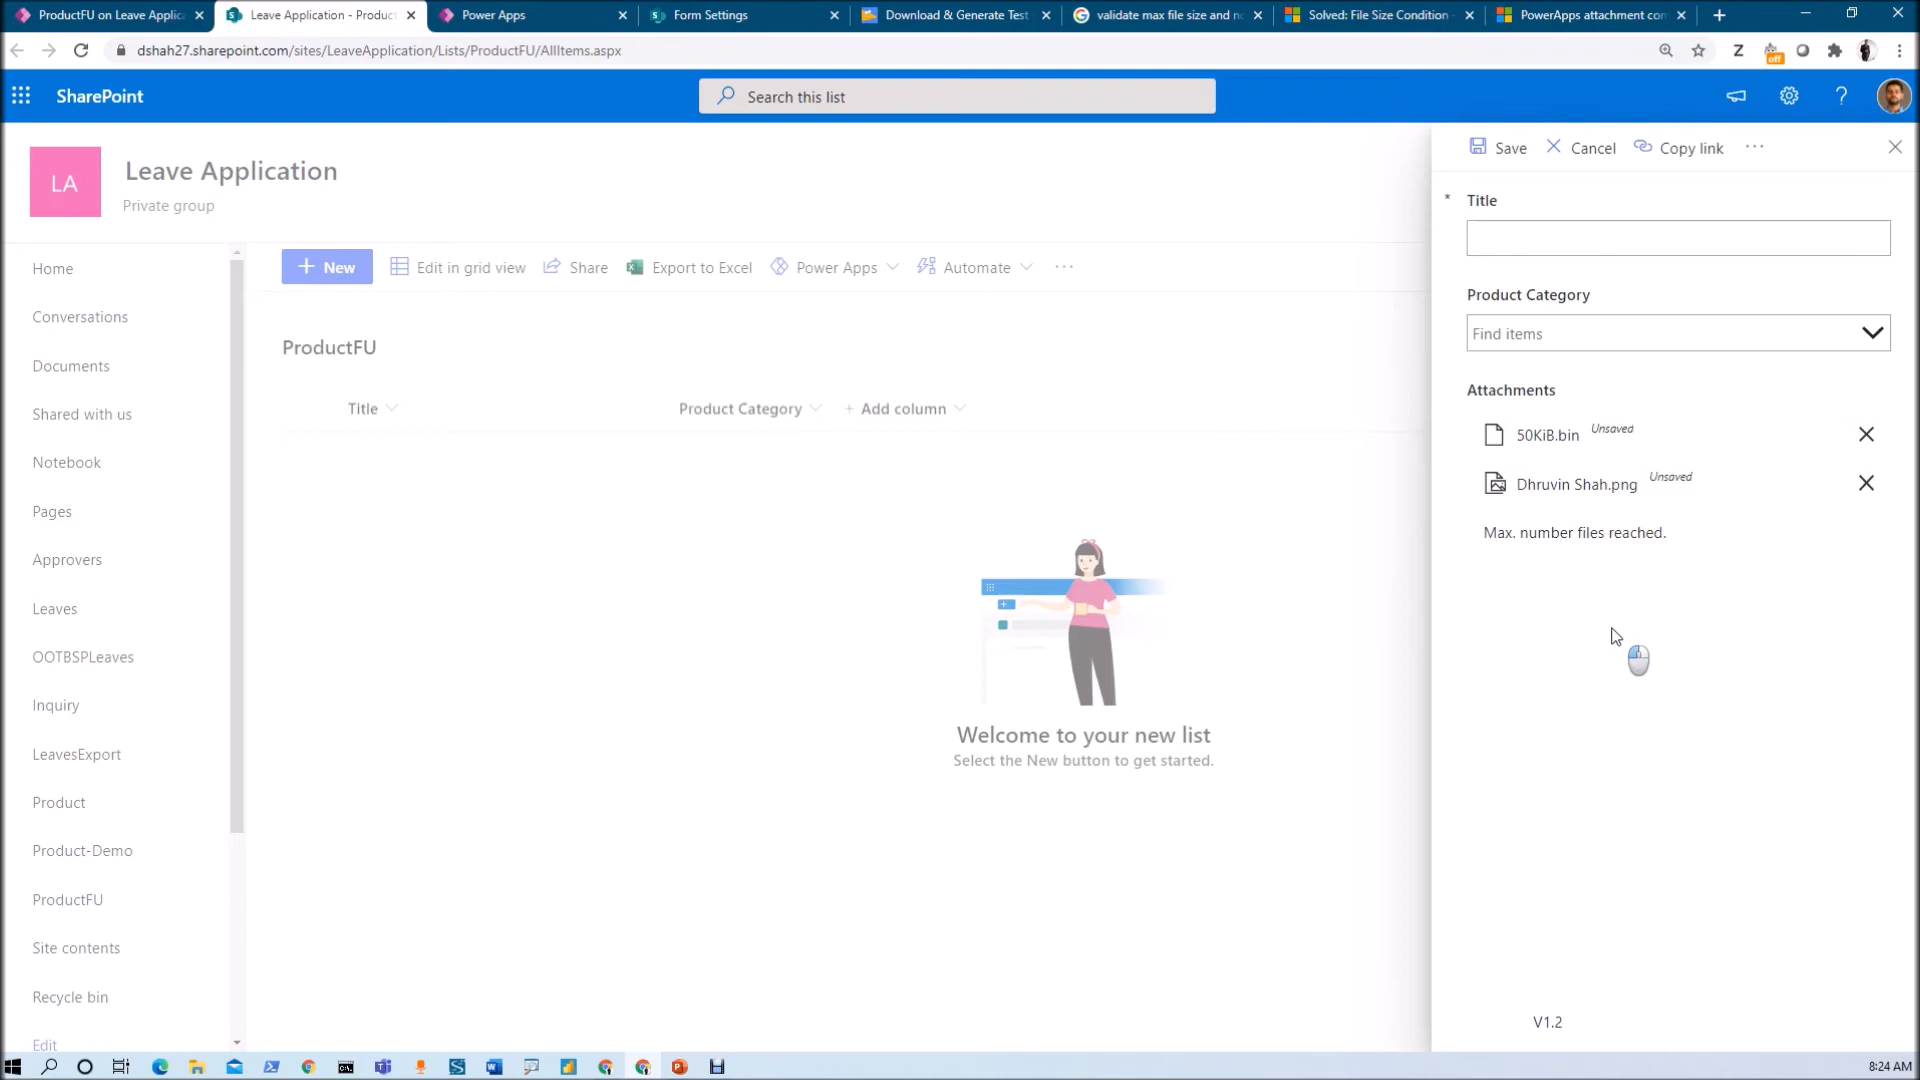 ProductFU on Leave Applic
Leave Application - Product
Power Apps
Form Settings
Download & Generate Test
validate max file size and no
Solved: File Size Condition -
PowerApps attachment con
dshah27.sharepoint.com/sites/LeaveApplication/Lists/ProductFU/AllItems.aspx
Z
off
SharePoint
Search this list
?
Save
Cancel
Copy link
...
LA
Leave Application
Private group
* Title
Product Category
Find items
Attachments
50KiB.bin Unsaved
Dhruvin Shah.png Unsaved
Max. number files reached.
V1.2
Home
Conversations
Documents
Shared with us
Notebook
Pages
Approvers
Leaves
OOTBSPLeaves
Inquiry
LeavesExport
Product
Product-Demo
ProductFU
Site contents
Recycle bin
Edit
+ New
Edit in grid view
Share
Export to Excel
Power Apps
Automate
...
ProductFU
Title
Product Category
+ Add column
Welcome to your new list
Select the New button to get started.
8:24 AM